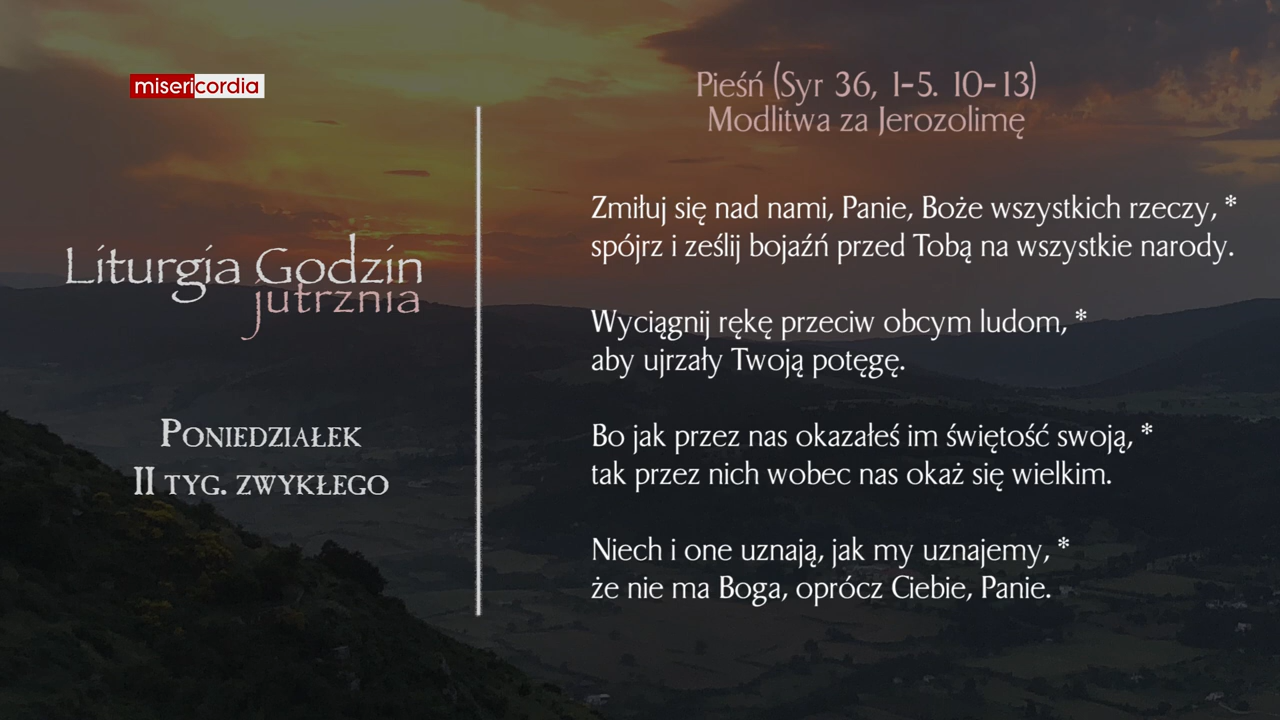 misericordia
Liturgia Godzin
jutrznia
Poniedziałek
II tyg. zwykłego
Pieśń (Syr 36, 1-5. 10-13)
Modlitwa za Jerozolimę
Zmiłuj się nad nami, Panie, Boże wszystkich rzeczy, *
spójrz i ześlij bojaźń przed Tobą na wszystkie narody.
Wyciągnij rękę przeciw obcym ludom, *
aby ujrzały Twoją potęgę.
Bo jak przez nas okazałeś im świętość swoją, *
tak przez nich wobec nas okaż się wielkim.
Niech i one uznają, jak my uznajemy, *
że nie ma Boga, oprócz Ciebie, Panie.